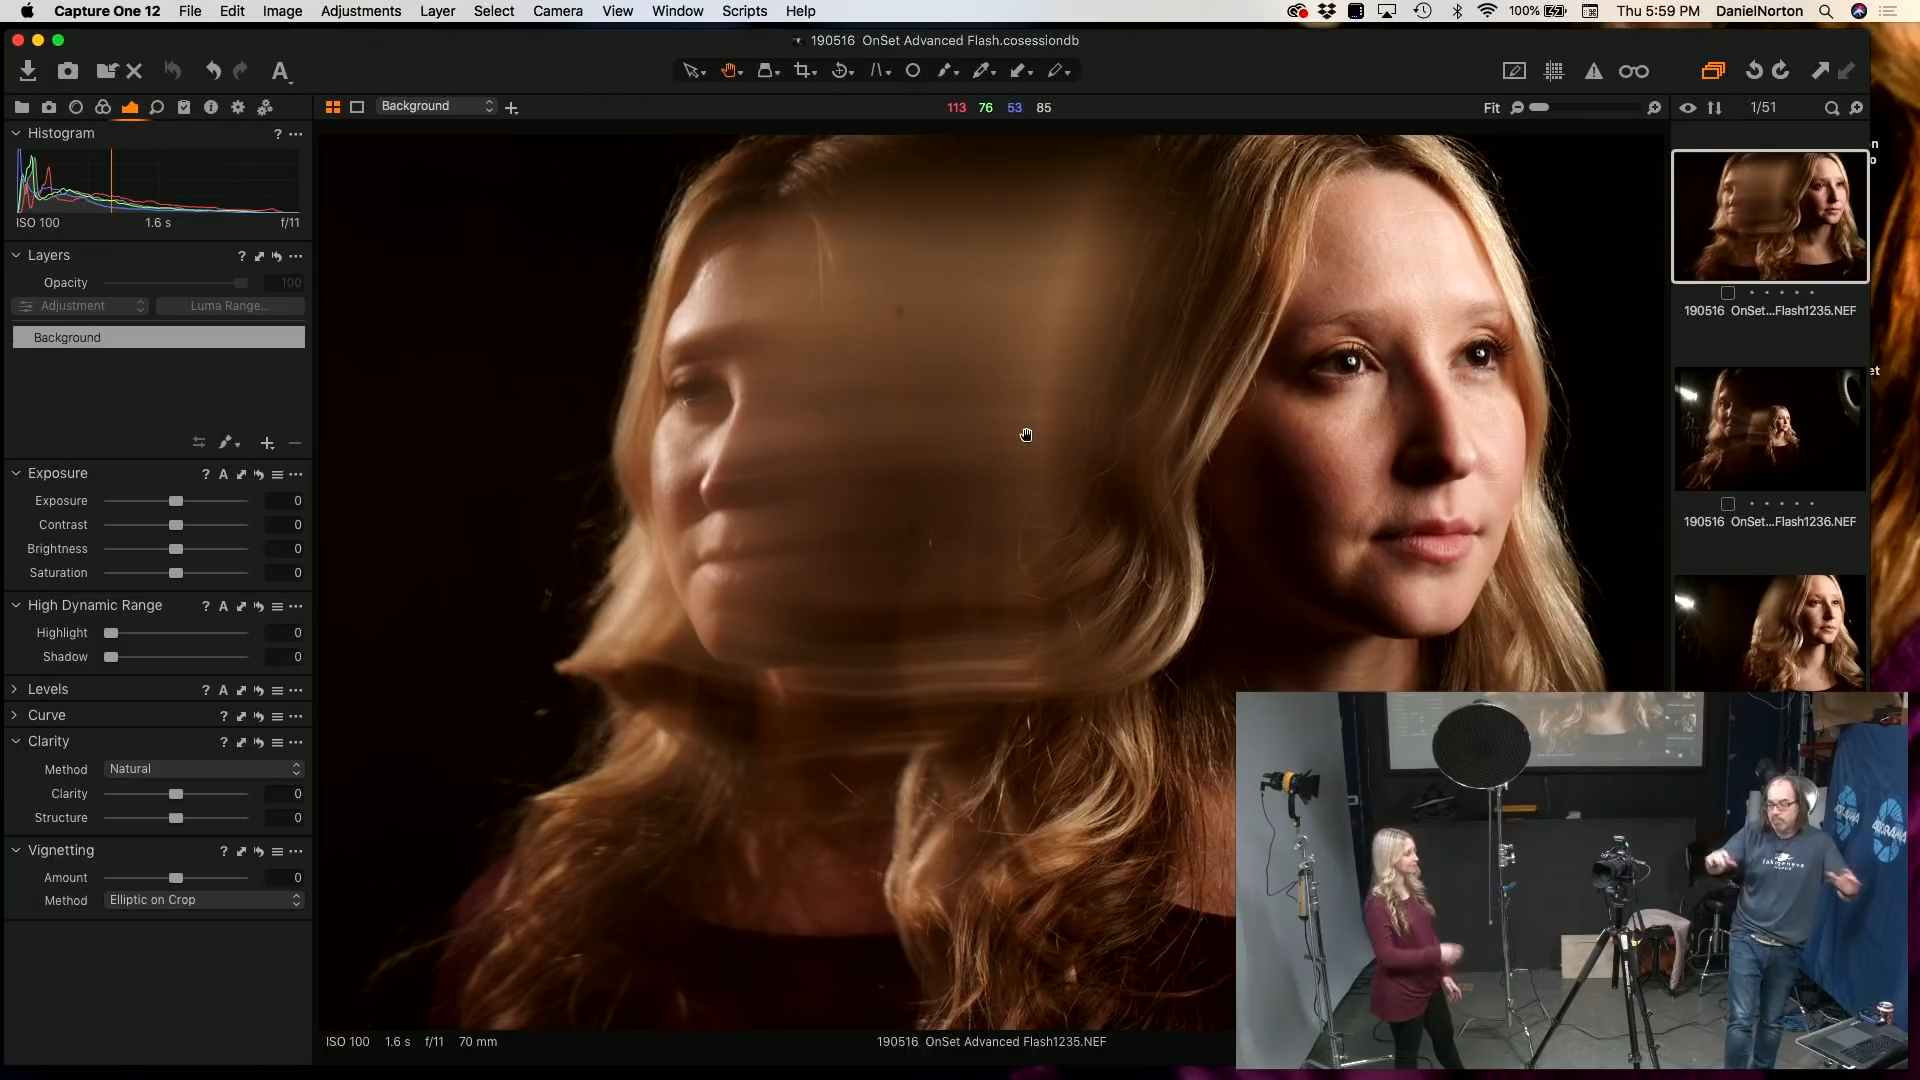 Capture One 12 File Edit Image Adjustments Layer Select Camera View Window Scripts Help 100% Thu 5:59 PM DanielNorton
190516 OnSet Advanced Flash.cosessiondb
A
Background 113 76 53 85 Fit 1/51
Histogram ?
ISO 100 1.6 s f/11
Layers ?
Opacity 100
Adjustment Luma Range...
Background
Exposure ? A
Exposure 0
Contrast 0
Brightness 0
Saturation 0
High Dynamic Range ? A
Highlight 0
Shadow 0
Levels ? A
Curve ?
Clarity ?
Method Natural
Clarity 0
Structure 0
Vignetting ?
Amount 0
Method Elliptic on Crop
190516 OnSet...Flash1235.NEF
190516 OnSet...Flash1236.NEF
ISO 100 1.6 s f/11 70 mm 190516 OnSet Advanced Flash1235.NEF
ADORAMA